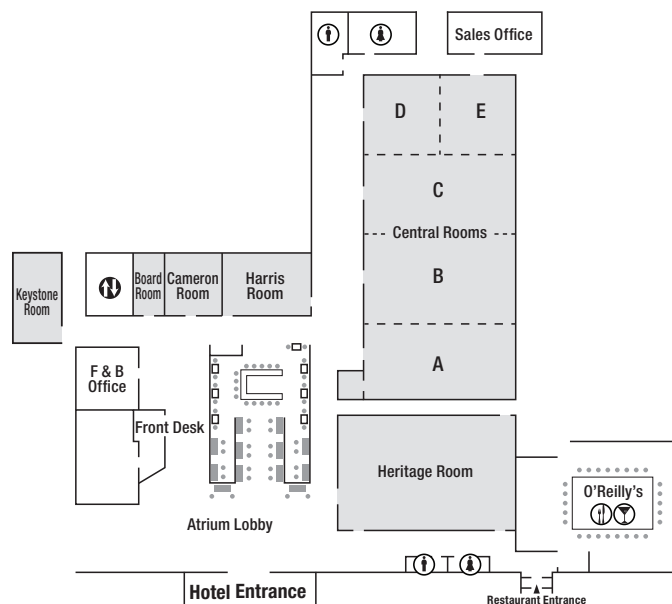 Sales Office
D
E
C
Central Rooms
B
A
Keystone
Room
Board
Room
Cameron
Room
Harris
Room
F & B
Office
Front Desk
Heritage Room
O'Reilly's
Atrium Lobby
Hotel Entrance
Restaurant Entrance